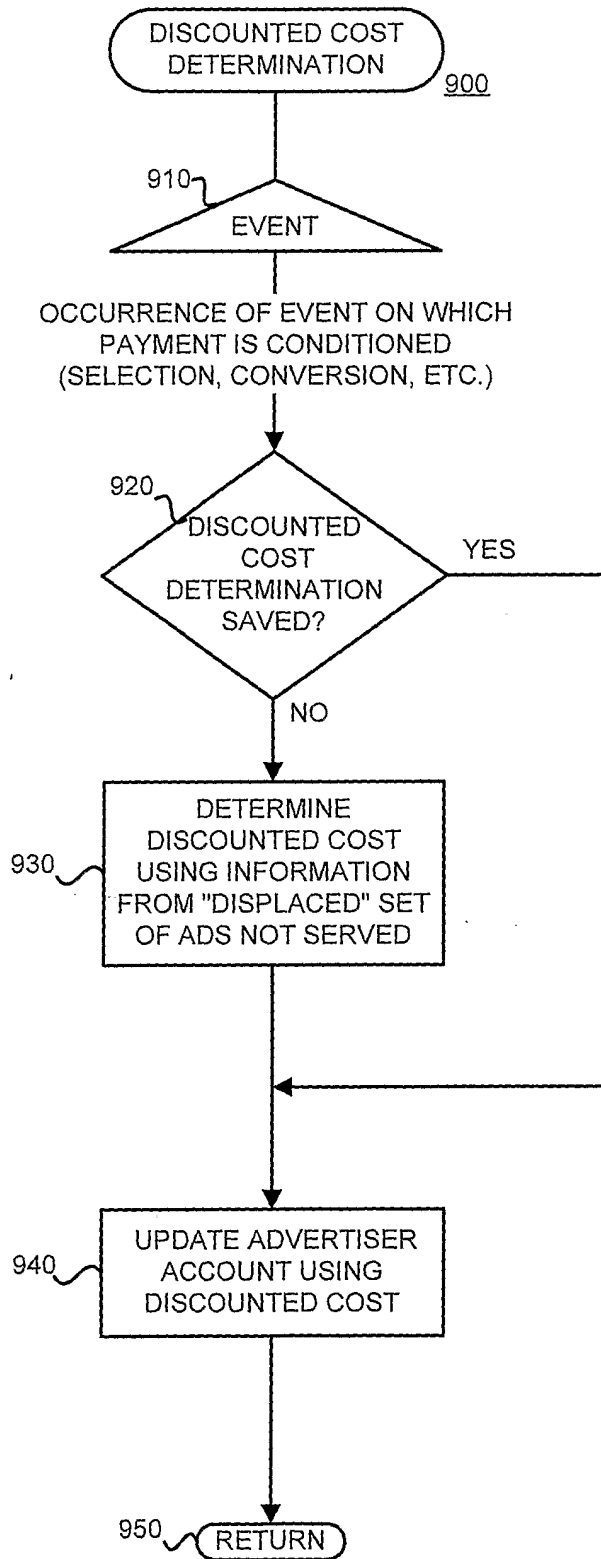 DISCOUNTED COST
DETERMINATION
900
910
EVENT
OCCURRENCE OF EVENT ON WHICH
PAYMENT IS CONDITIONED
(SELECTION, CONVERSION, ETC.)
920
DISCOUNTED
COST
DETERMINATION
SAVED?
YES
NO
930
DETERMINE
DISCOUNTED COST
USING INFORMATION
FROM "DISPLACED" SET
OF ADS NOT SERVED
940
UPDATE ADVERTISER
ACCOUNT USING
DISCOUNTED COST
950
RETURN